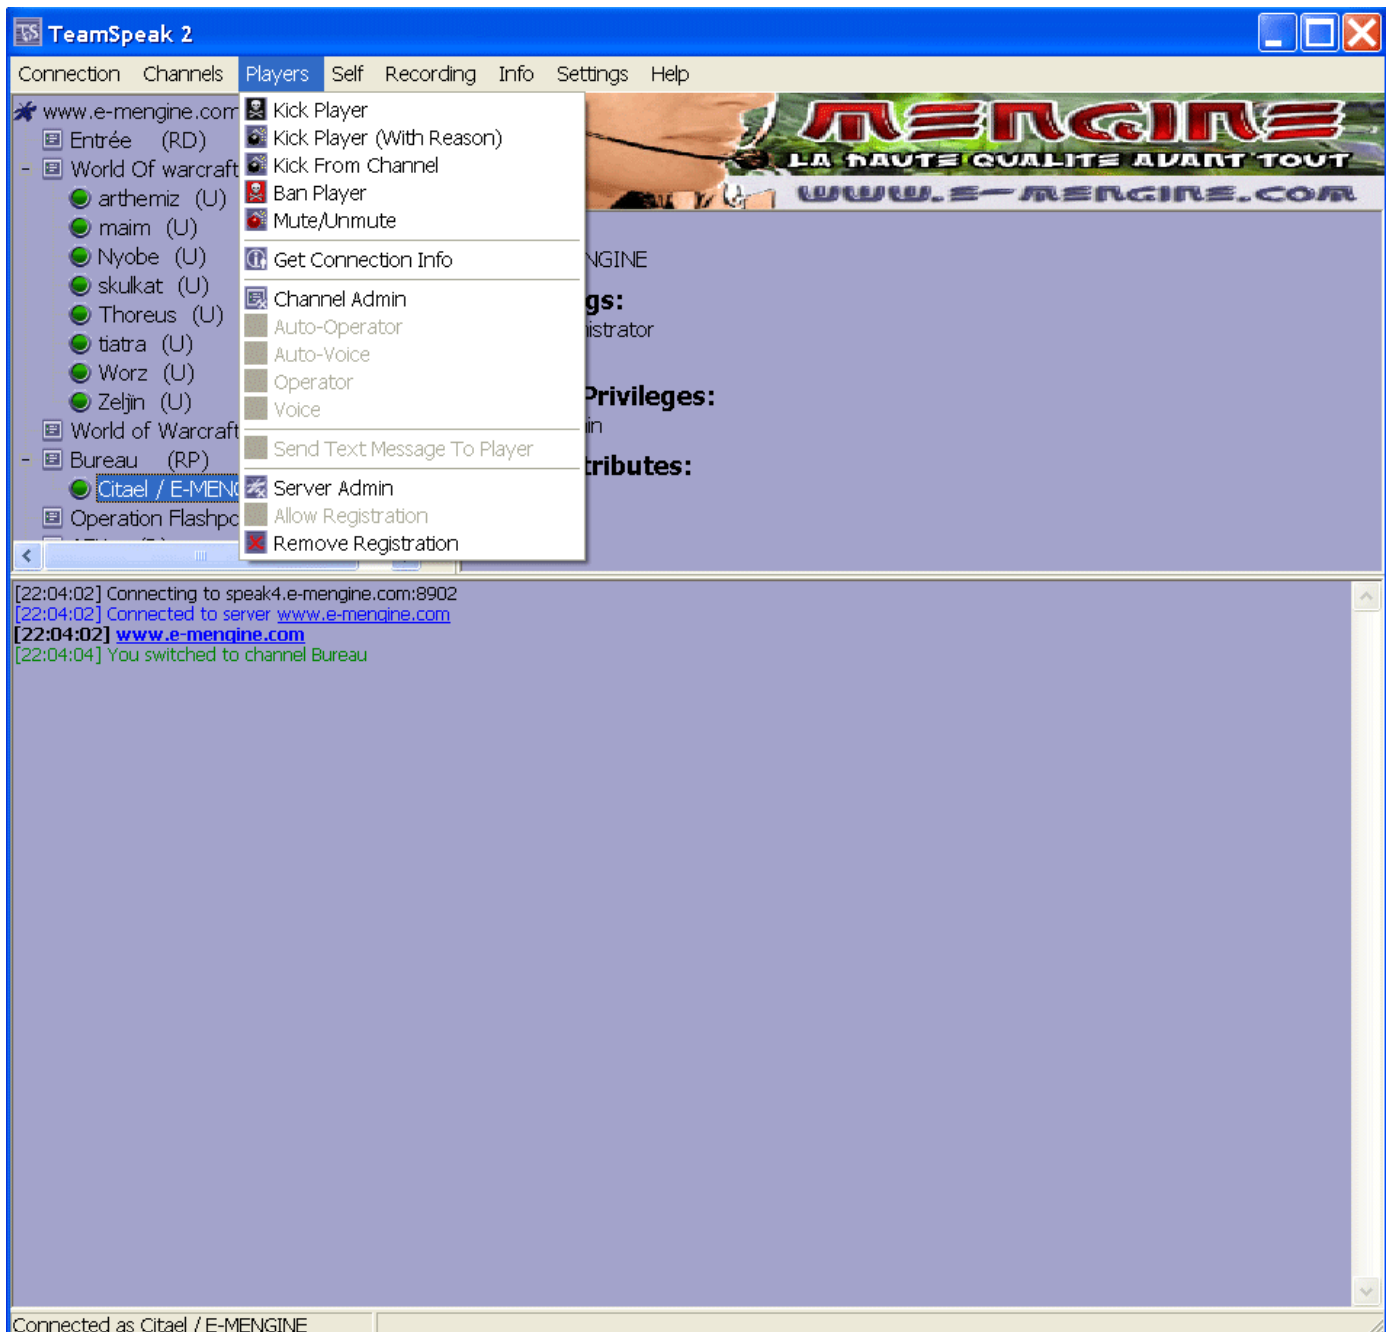 TeamSpeak 2
Connection Channels Players Self Recording Info Settings Help
www.e-mengine.com
Entrée (RD)
World Of warcraft
arthemiz (U)
maim (U)
Nyobe (U)
skulkat (U)
Thoreus (U)
tiatra (U)
Worz (U)
Zeljïn (U)
World of Warcraft
Bureau (RP)
Citael / E-MENG
Operation Flashpo
Kick Player
Kick Player (With Reason)
Kick From Channel
Ban Player
Mute/Unmute
Get Connection Info
Channel Admin
Auto-Operator
Auto-Voice
Operator
Voice
Send Text Message To Player
Server Admin
Allow Registration
Remove Registration
MENGINE
LA HAUTE QUALITE AVANT TOUT
www.e-mengine.com
NGINE
gs:
istrator
Privileges:
in
tributes:
[22:04:02] Connecting to speak4.e-mengine.com:8902
[22:04:02] Connected to server www.e-mengine.com
[22:04:02] www.e-mengine.com
[22:04:04] You switched to channel Bureau
Connected as Citael / E-MENGINE